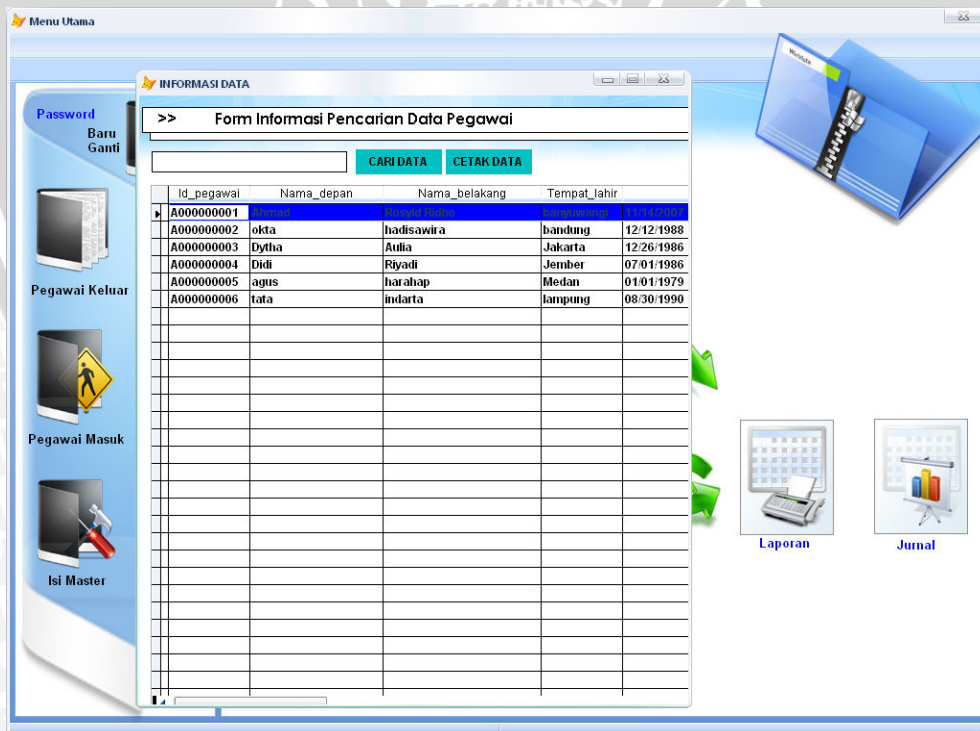 Menu Utama
INFORMASI DATA
>> Form Informasi Pencarian Data Pegawai
CARI DATA CETAK DATA
Id_pegawai Nama_depan Nama_belakang Tempat_lahir
A000000001 Ahmad Rosyid Ridho banyuwangi 11/14/2007
A000000002 okta hadisawira bandung 12/12/1988
A000000003 Dytha Aulia Jakarta 12/26/1986
A000000004 Didi Riyadi Jember 07/01/1986
A000000005 agus harahap Medan 01/01/1979
A000000006 tata indarta lampung 08/30/1990
Password
Baru
Ganti
Pegawai Keluar
Pegawai Masuk
Isi Master
Laporan
Jurnal